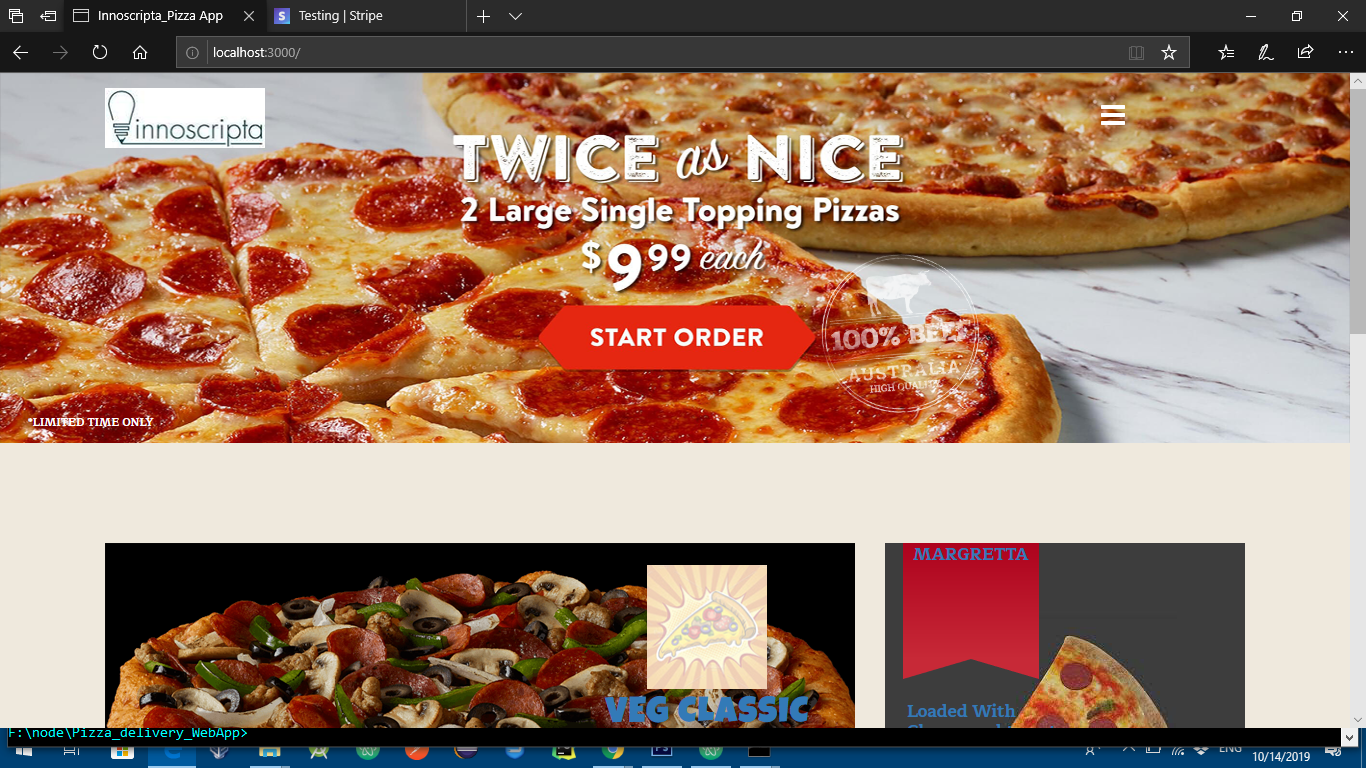 Innoscripta_Pizza App
S Testing | Stripe
localhost:3000/
innoscripta
TWICE as NICE
2 Large Single Topping Pizzas
$9 99 each
START ORDER
100% BEEF
AUSTRALIA
HIGH QUALITY
*LIMITED TIME ONLY
MARGRETTA
VEG CLASSIC
Loaded With
F:\node\Pizza_delivery_WebApp>
Ps
ENG
10/14/2019